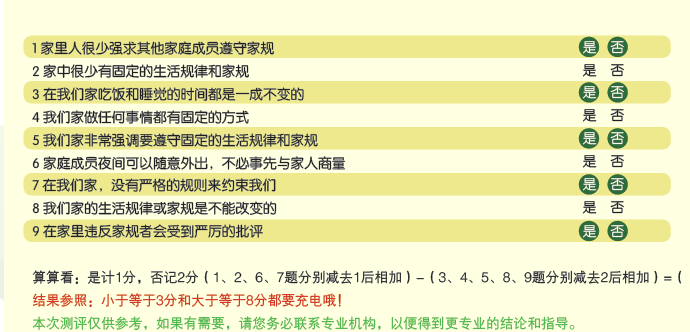 1 家里人很少强求其他家庭成员遵守家规 是 否
2 家中很少有固定的生活规律和家规 是 否
3 在我们家吃饭和睡觉的时间都是一成不变的 是 否
4 我们家做任何事情都有固定的方式 是 否
5 我们家非常强调要遵守固定的生活规律和家规 是 否
6 家庭成员夜间可以随意外出，不必事先与家人商量 是 否
7 在我们家，没有严格的规则来约束我们 是 否
8 我们家的生活规律或家规是不能改变的 是 否
9 在家里违反家规者会受到严厉的批评 是 否
算算看：是计1分，否记2分（1、2、6、7题分别减去1后相加）-（3、4、5、8、9题分别减去2后相加）=（
结果参照：小于等于3分和大于等于8分都要充电哦！
本次测评仅供参考，如果有需要，请您务必联系专业机构，以便得到更专业的结论和指导。